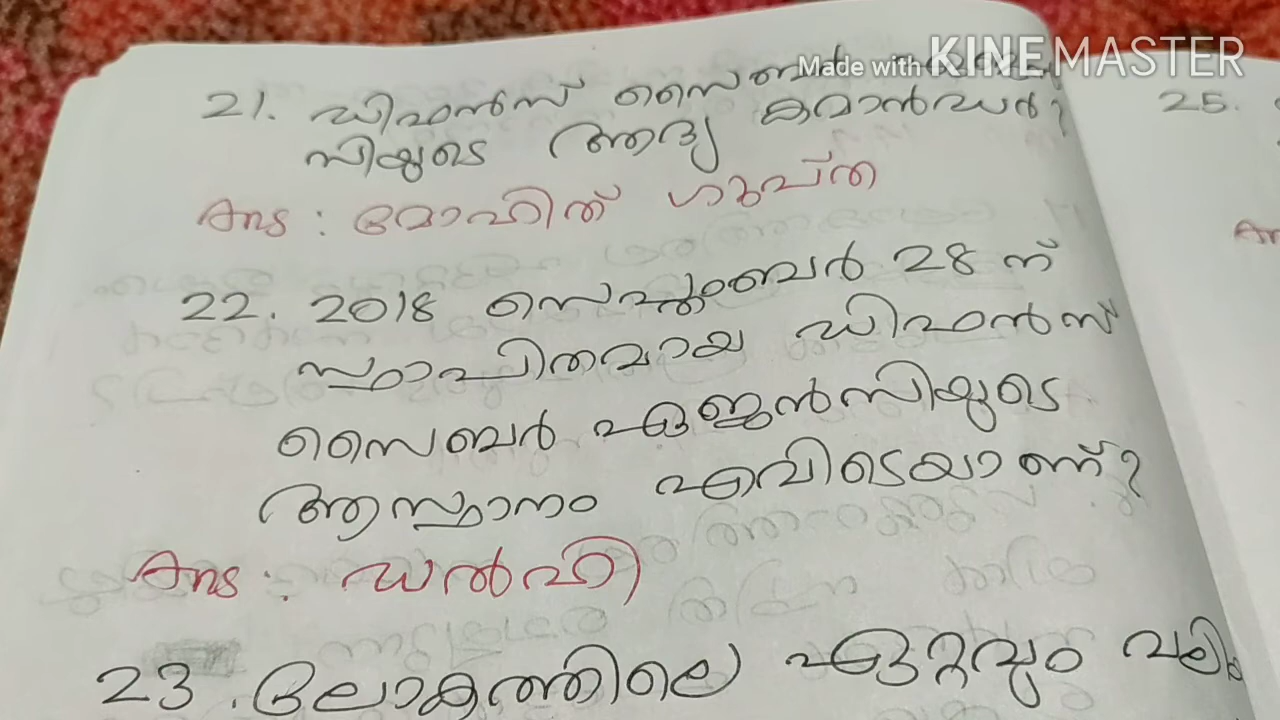 Made with KINEMASTER
21. ഡിഫൻസ് സൈബർ
സിയുടെ ആദ്യ കമാൻഡർ?
Ans : മോഹിത് ഗുപ്ത
22. 2018 സെപ്റ്റംബർ 28 ന്
സ്ഥാപിതമായ ഡിഫൻസ്
സൈബർ ഏജൻസിയുടെ
ആസ്ഥാനം എവിടെയാണ്?
Ans : ഡൽഹി
23. ലോകത്തിലെ ഏറ്റവും
25.